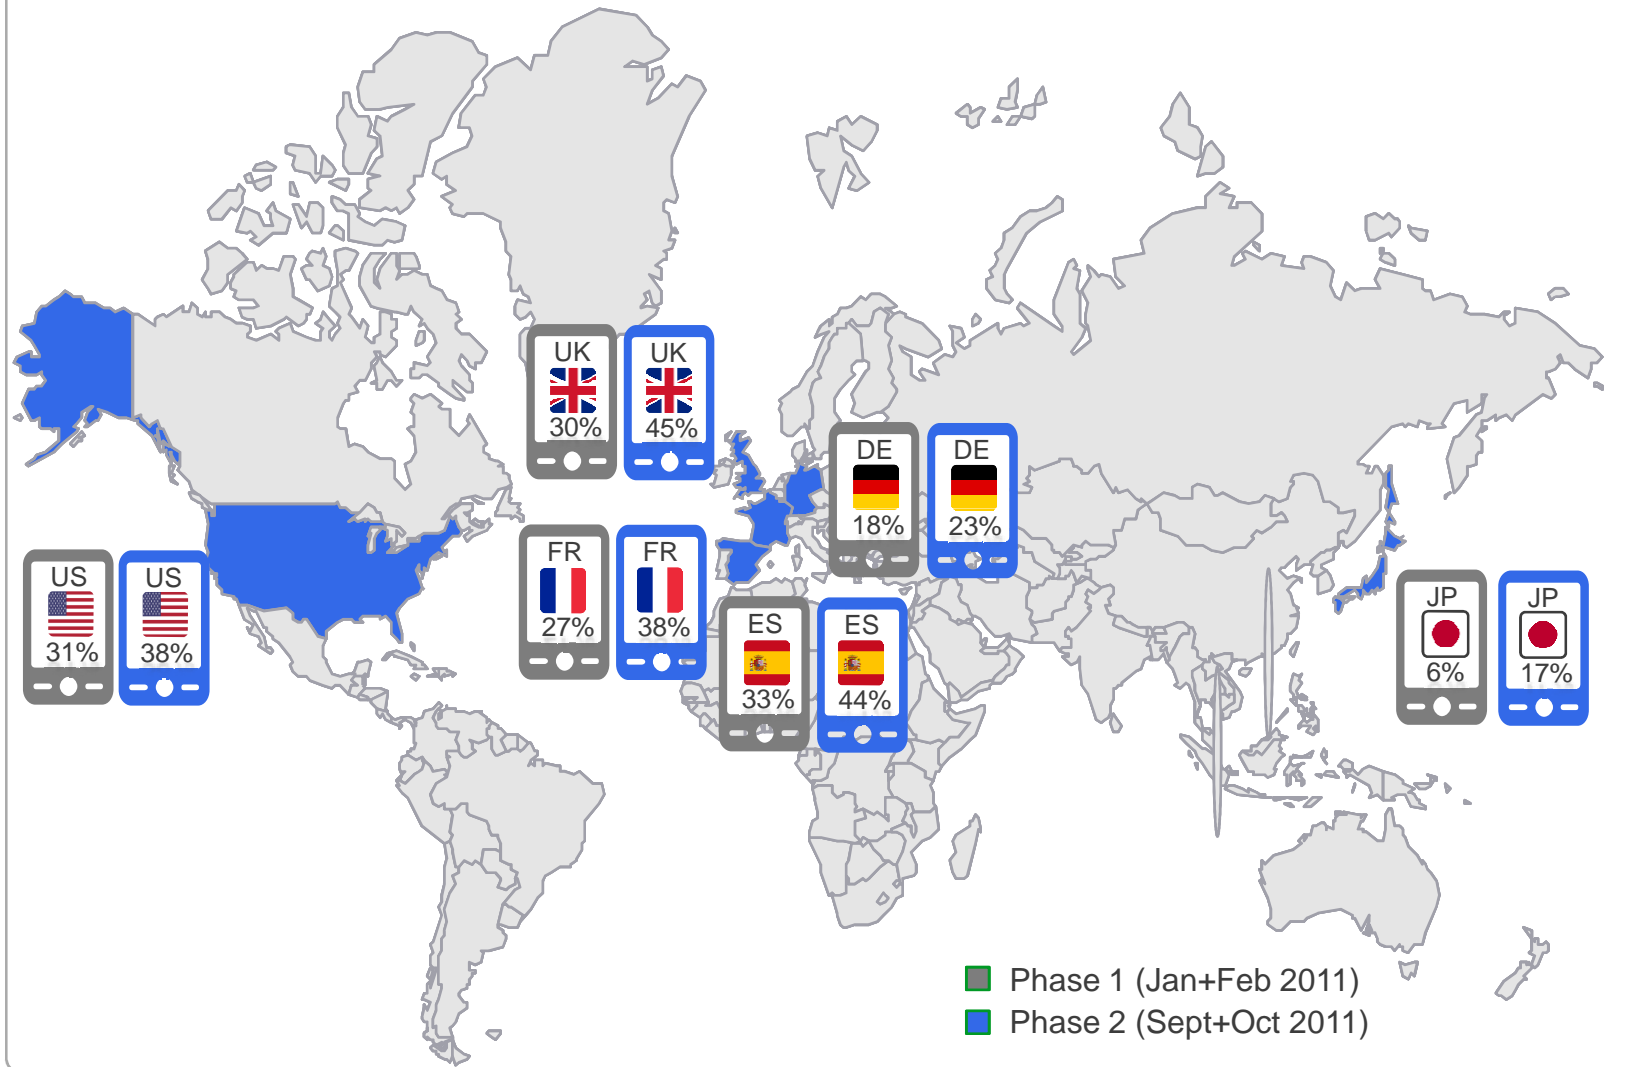 UK
30%
UK
45%
DE
18%
DE
23%
US
31%
US
38%
FR
27%
FR
38%
ES
33%
ES
44%
JP
6%
JP
17%
Phase 1 (Jan+Feb 2011)
Phase 2 (Sept+Oct 2011)